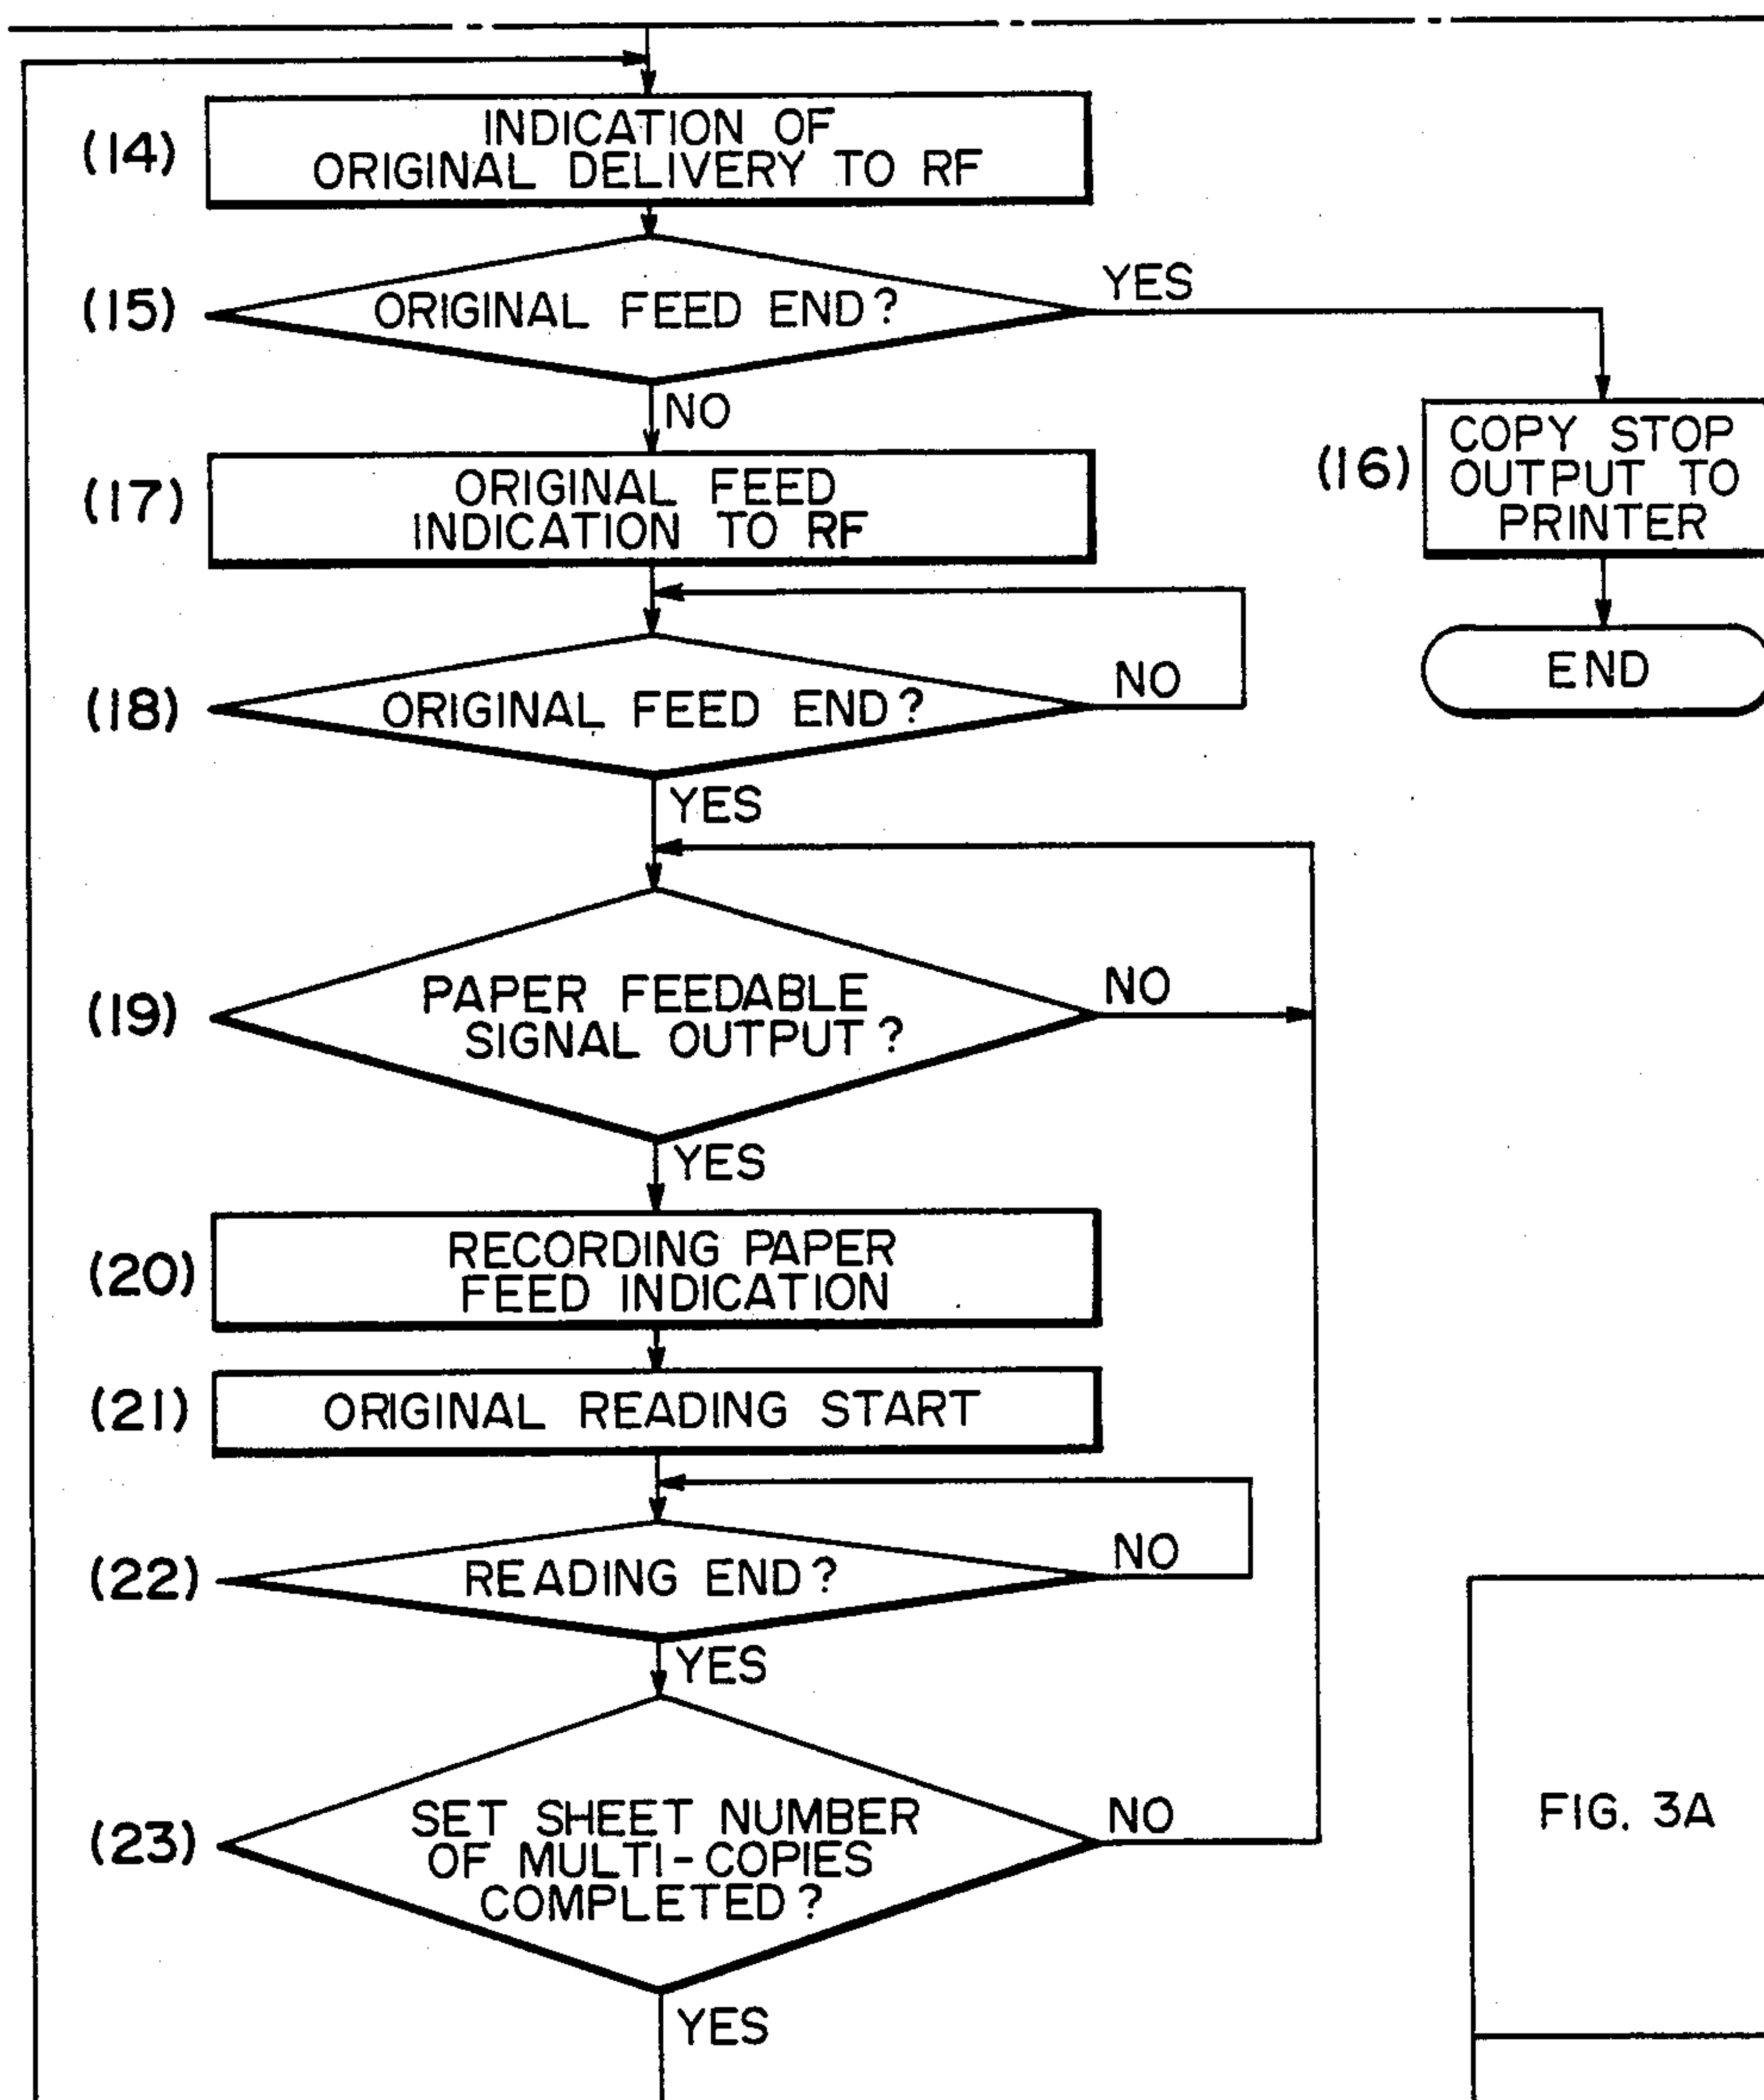 (14)
INDICATION OF
ORIGINAL DELIVERY TO RF
(15)
ORIGINAL FEED END?
YES
NO
(16)
COPY STOP
OUTPUT TO
PRINTER
END
(17)
ORIGINAL FEED
INDICATION TO RF
(18)
ORIGINAL FEED END?
NO
YES
(19)
PAPER FEEDABLE
SIGNAL OUTPUT?
NO
YES
(20)
RECORDING PAPER
FEED INDICATION
(21)
ORIGINAL READING START
(22)
READING END?
NO
YES
(23)
SET SHEET NUMBER
OF MULTI-COPIES
COMPLETED?
NO
YES
FIG. 3A